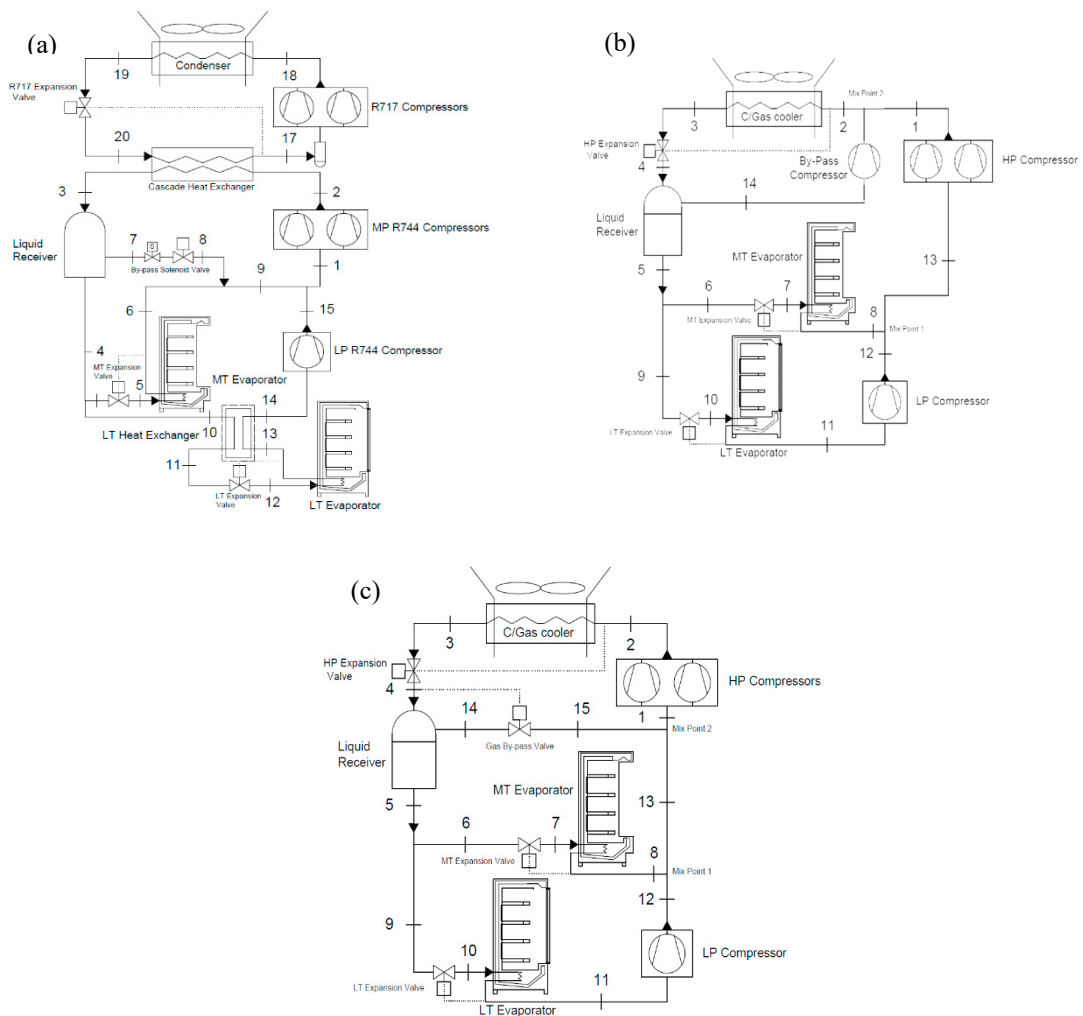 (a)
Condenser
19
18
R717 Expansion
Valve
R717 Compressors
20
17
Cascade Heat Exchanger
3
2
Liquid
Receiver
MP R744 Compressors
7
S
8
By-pass Solenoid Valve
9
1
6
15
4
LP R744 Compressor
MT Expansion
Valve
5
MT Evaporator
14
10
LT Heat Exchanger
13
11
12
LT Expansion
Valve
LT Evaporator
(b)
Mix Point 2
3
C/Gas cooler
2
1
HP Expansion
Valve
4
By-Pass
Compressor
HP Compressor
14
Liquid
Receiver
MT Evaporator
5
13
6
7
MT Expansion Valve
8
Mix Point 1
9
12
10
LP Compressor
LT Expansion Valve
11
LT Evaporator
(c)
3
C/Gas cooler
2
HP Expansion
Valve
4
HP Compressors
14
15
1
Mix Point 2
Gas By-pass Valve
Liquid
Receiver
MT Evaporator
5
13
6
7
MT Expansion Valve
8
Mix Point 1
12
9
10
LP Compressor
LT Expansion Valve
11
LT Evaporator